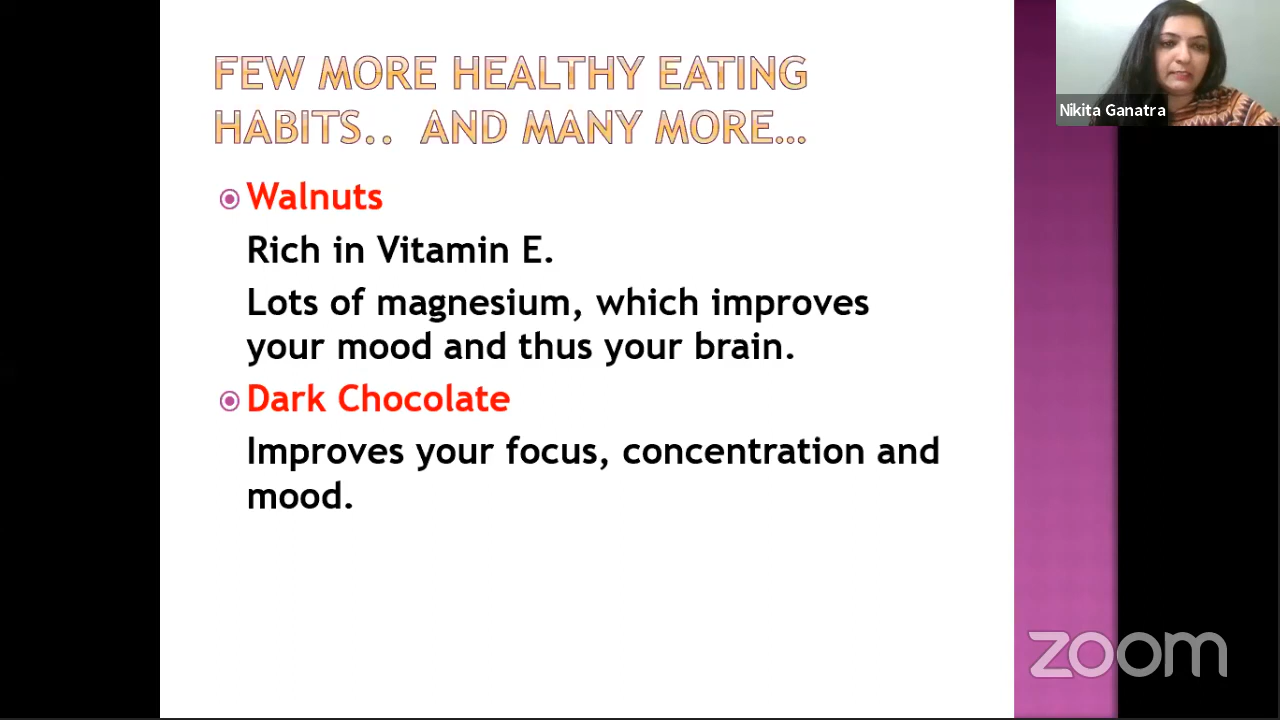 FEW MORE HEALTHY EATING
HABITS..  AND MANY MORE…
Walnuts
Rich in Vitamin E.
Lots of magnesium, which improves
your mood and thus your brain.
Dark Chocolate
Improves your focus, concentration and
mood.
Nikita Ganatra
zoom